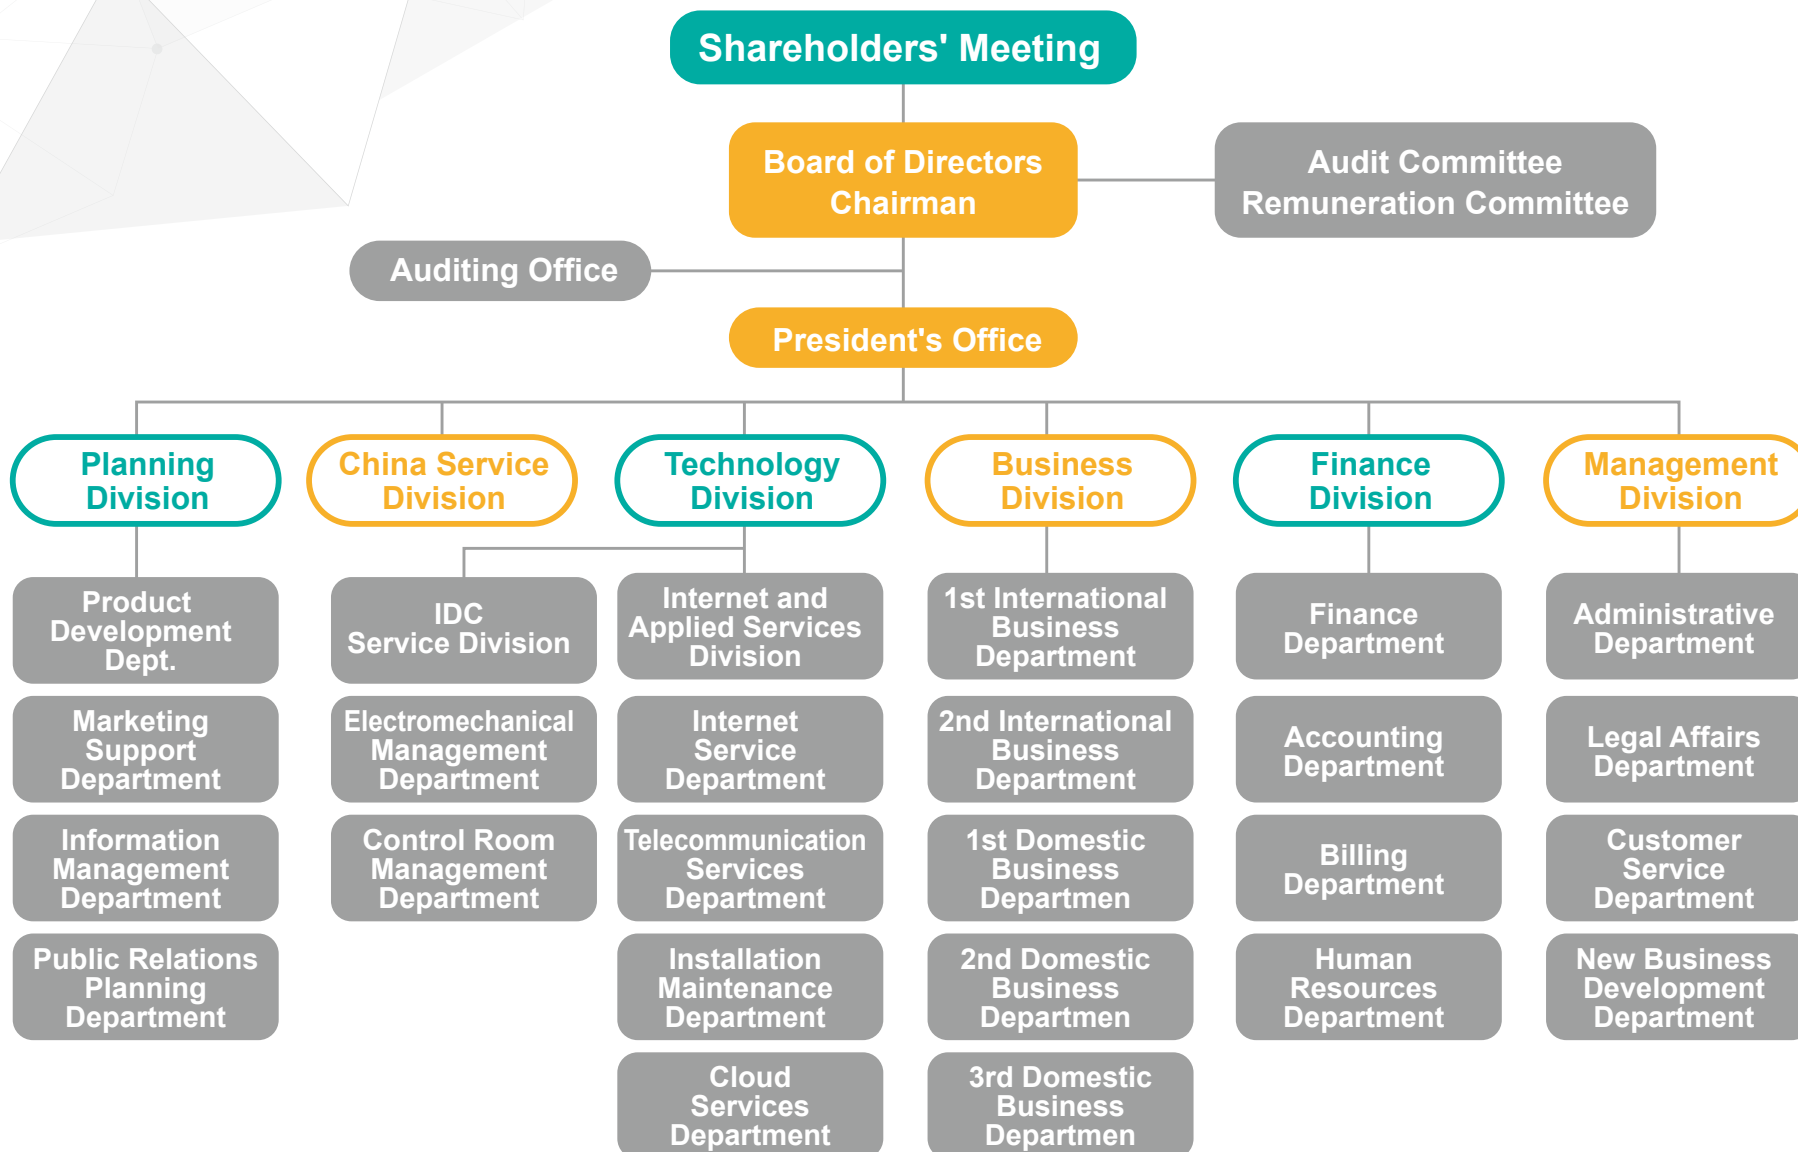 Shareholders' Meeting
Board of Directors
Chairman
Audit Committee
Remuneration Committee
Auditing Office
President's Office
Planning
Division
China Service
Division
Technology
Division
Business
Division
Finance
Division
Management
Division
Product
Development
Dept.
Marketing
Support
Department
Information
Management
Department
Public Relations
Planning
Department
IDC
Service Division
Electromechanical
Management
Department
Control Room
Management
Department
Internet and
Applied Services
Division
Internet
Service
Department
Telecommunication
Services
Department
Installation
Maintenance
Department
Cloud
Services
Department
1st International
Business
Department
2nd International
Business
Department
1st Domestic
Business
Departmen
2nd Domestic
Business
Departmen
3rd Domestic
Business
Departmen
Finance
Department
Accounting
Department
Billing
Department
Human
Resources
Department
Administrative
Department
Legal Affairs
Department
Customer
Service
Department
New Business
Development
Department